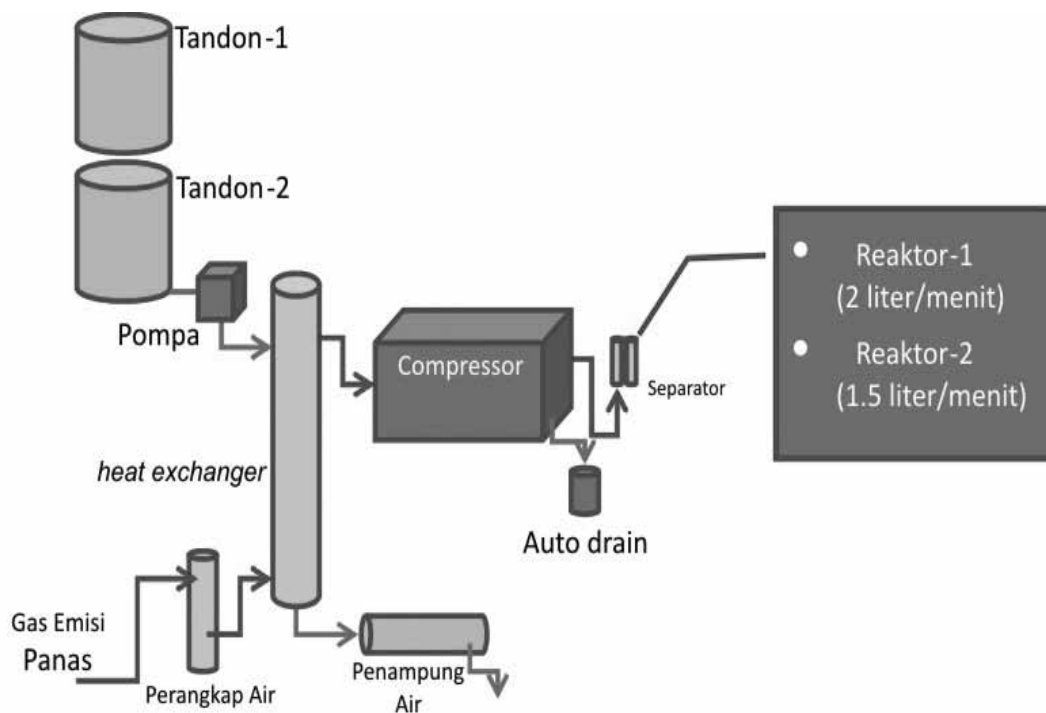 Tandon-1
Tandon-2
Pompa
heat exchanger
Gas Emisi
Panas
Perangkap Air
Penampung
Air
Compressor
Auto drain
Separator
Reaktor-1
(2 liter/menit)
Reaktor-2
(1.5 liter/menit)